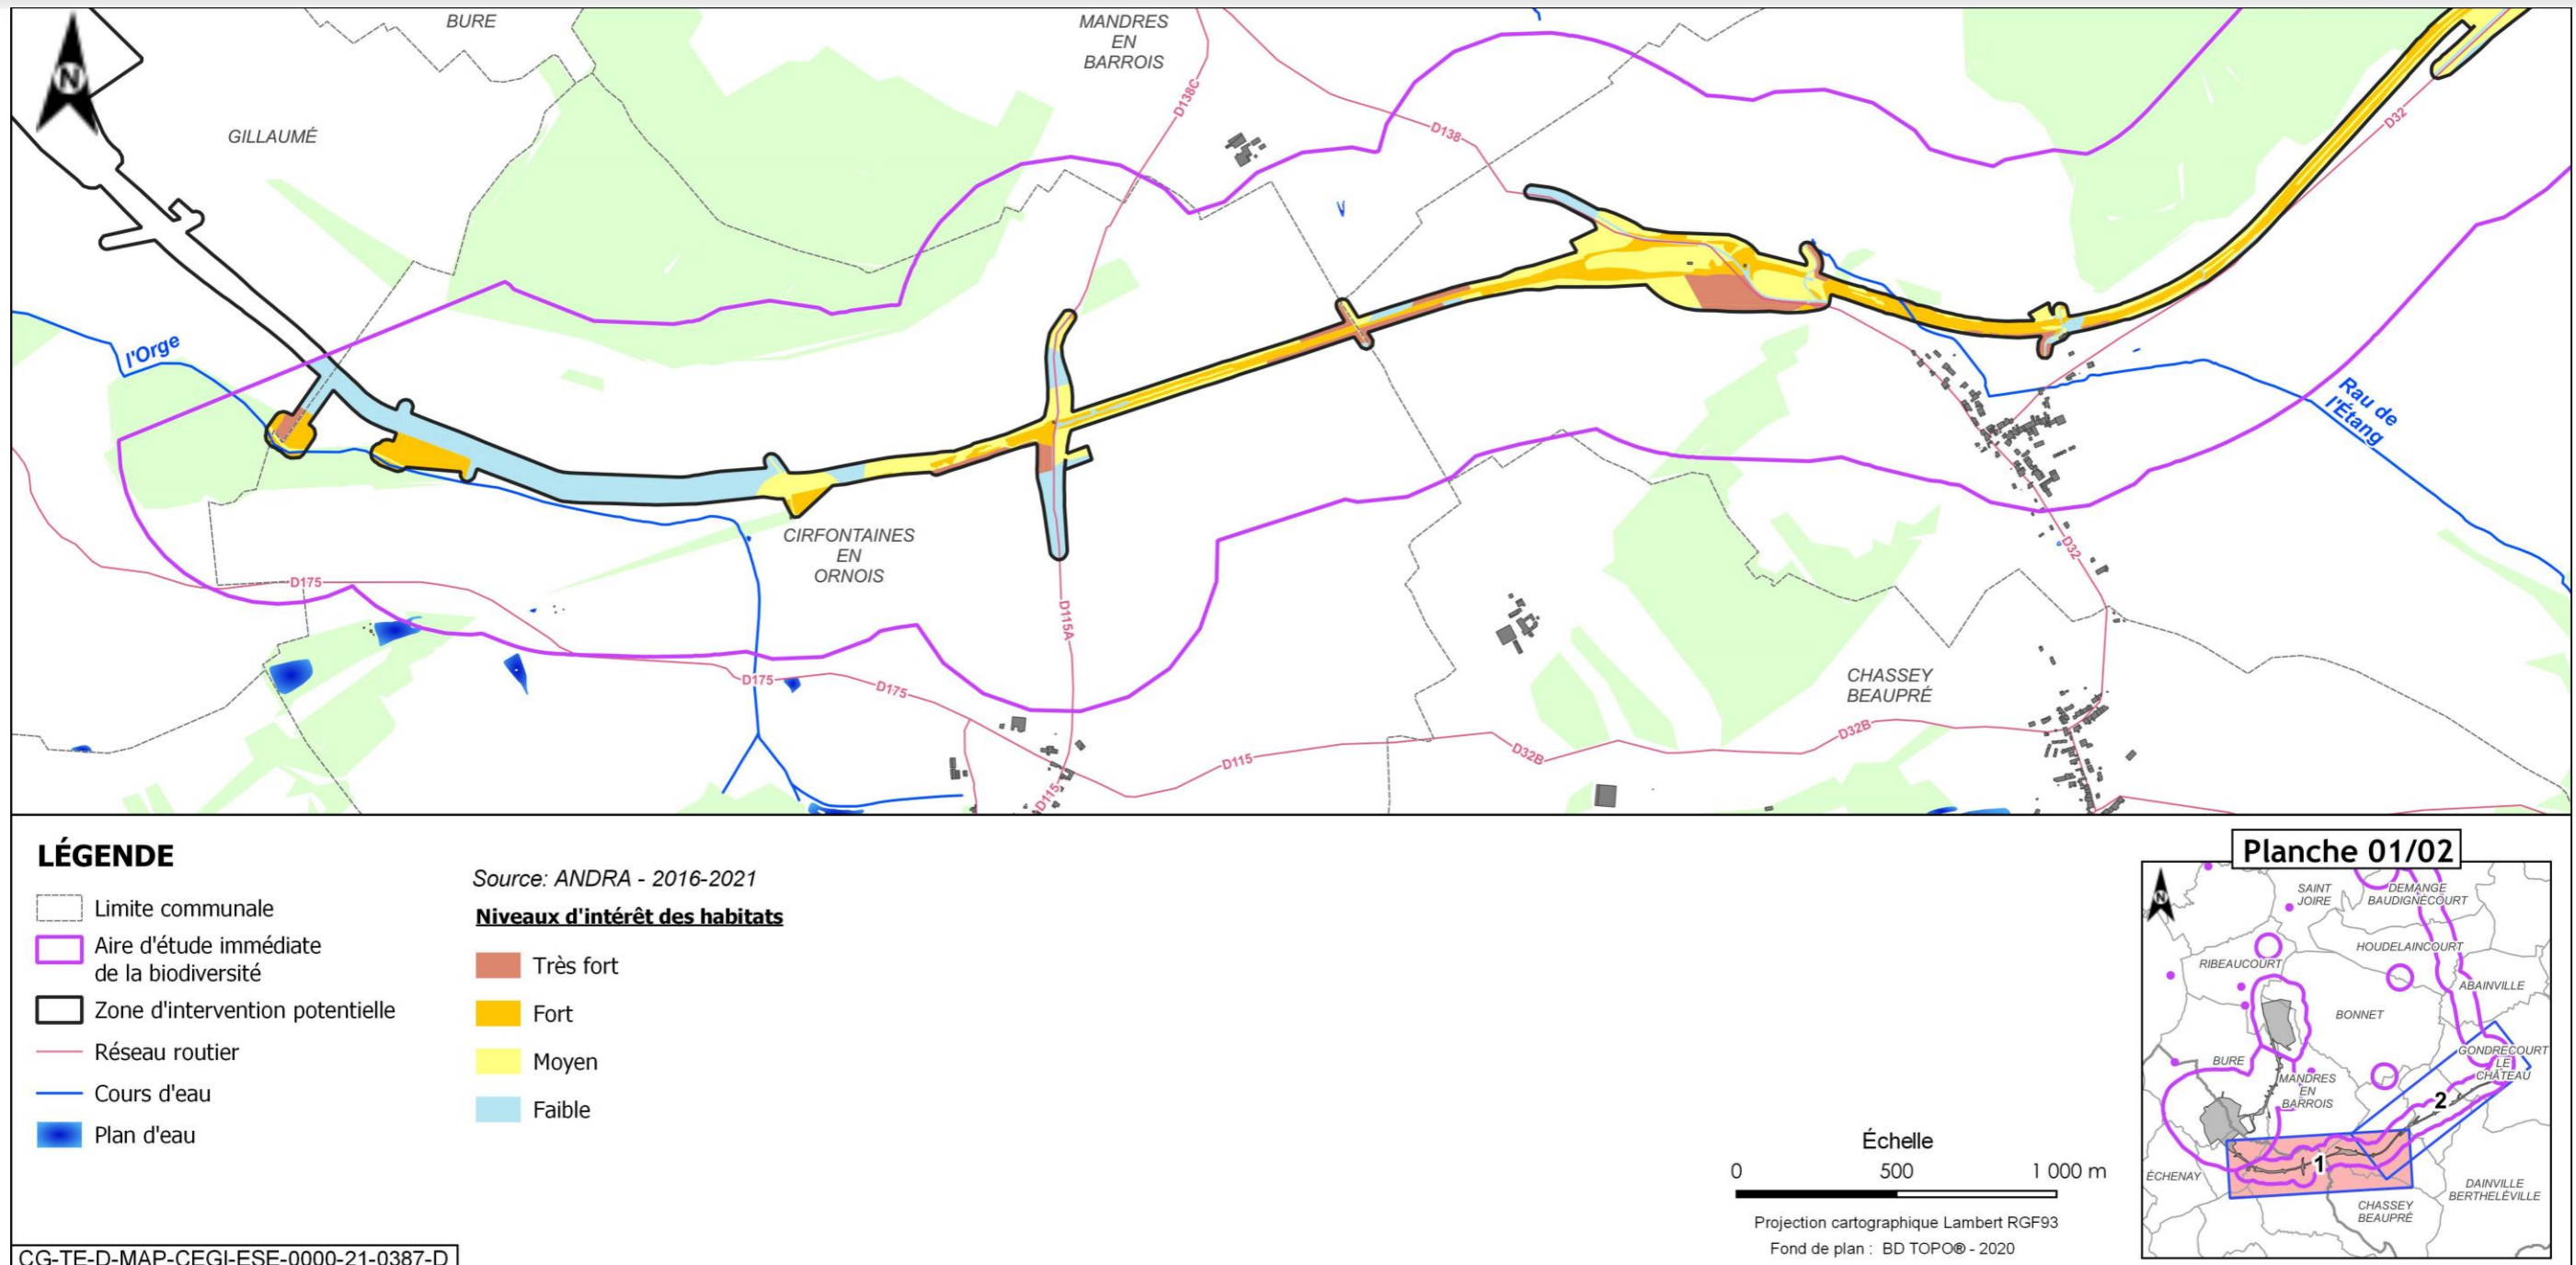 BURE
MANDRES
EN
BARROIS
N
GILLAUMÉ
D138C
D138
D32
l'Orge
Rau de
l'Étang
CIRFONTAINES
EN
ORNOIS
D175
D115A
D32
D175
D175
CHASSEY
BEAUPRÉ
D115
D32B
D32B
D115
LÉGENDE
Limite communale
Aire d'étude immédiate
de la biodiversité
Zone d'intervention potentielle
Réseau routier
Cours d'eau
Plan d'eau
Source: ANDRA - 2016-2021
Niveaux d'intérêt des habitats
Très fort
Fort
Moyen
Faible
Échelle
0 500 1 000 m
Projection cartographique Lambert RGF93
Fond de plan : BD TOPO® - 2020
Planche 01/02
N
SAINT
JOIRE
DEMANGE
BAUDIGNÉCOURT
HOUDELAINCOURT
RIBEAUCOURT
ABAINVILLE
BONNET
GONDRECOURT
LE
CHÂTEAU
BURE
MANDRES
EN
BARROIS
2
1
ÉCHENAY
DAINVILLE
BERTHELÉVILLE
CHASSEY
BEAUPRÉ
CG-TE-D-MAP-CEGI-ESE-0000-21-0387-D